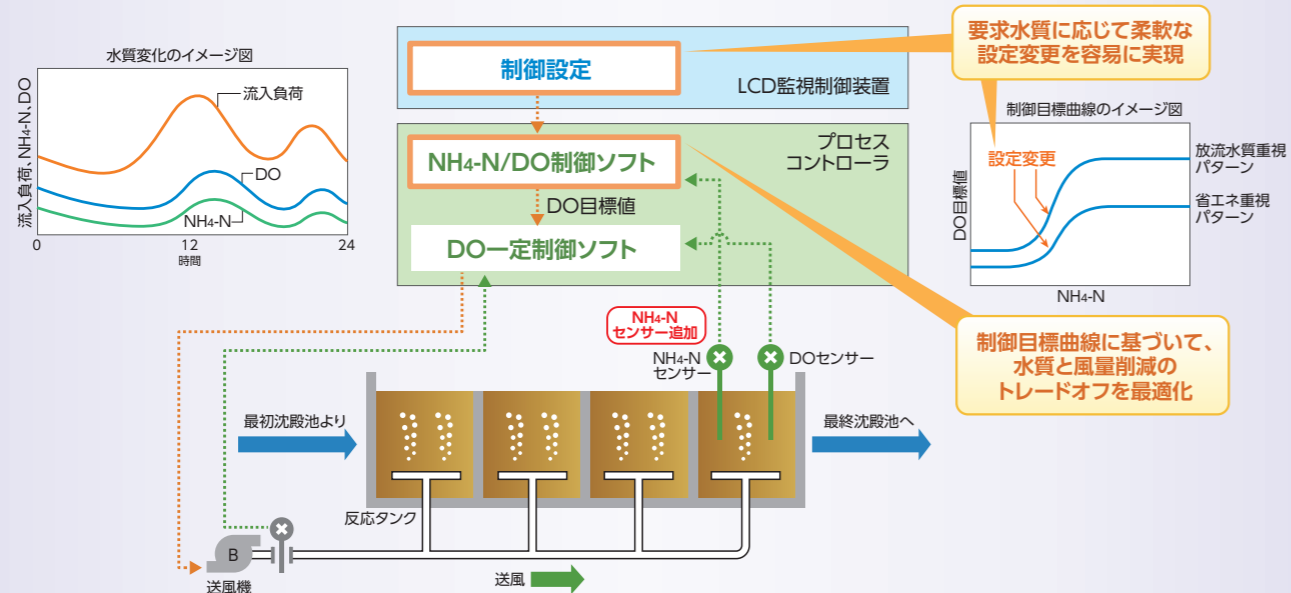 水質変化のイメージ図
流入負荷、NH4-N、DO
流入負荷
DO
NH4-N
0
12
24
時間
制御設定
LCD監視制御装置
NH4-N/DO制御ソフト
プロセス
コントローラ
DO目標値
DO一定制御ソフト
要求水質に応じて柔軟な
設定変更を容易に実現
制御目標曲線のイメージ図
DO目標値
設定変更
放流水質重視
パターン
省エネ重視
パターン
NH4-N
制御目標曲線に基づいて、
水質と風量削減の
トレードオフを最適化
NH4-N
センサー追加
NH4-N
センサー
DOセンサー
最初沈殿池より
最終沈殿池へ
反応タンク
B
送風機
送風